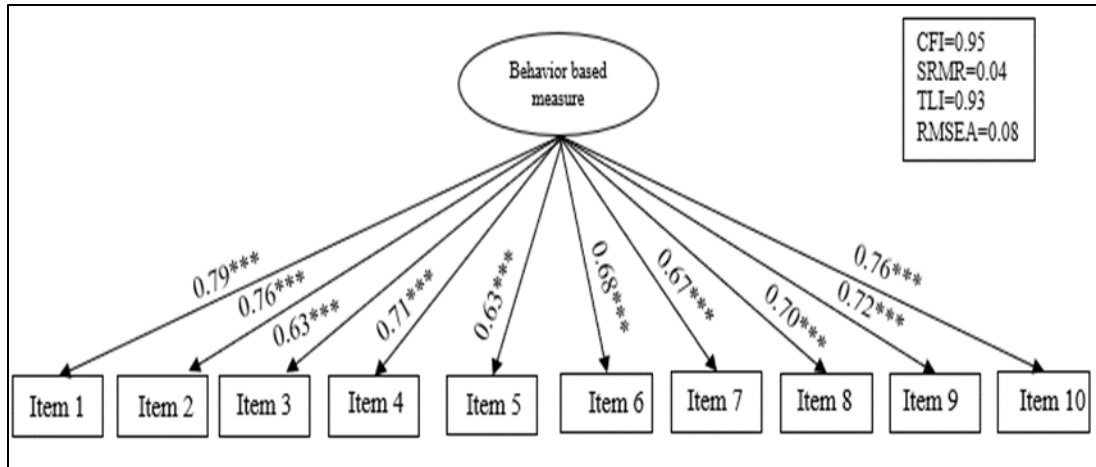 Behavior based
measure
CFI=0.95
SRMR=0.04
TLI=0.93
RMSEA=0.08
0.79***
0.76***
0.63***
0.71***
0.63****
0.68****
0.67***
0.70***
0.72***
0.76***
Item 1
Item 2
Item 3
Item 4
Item 5
Item 6
Item 7
Item 8
Item 9
Item 10